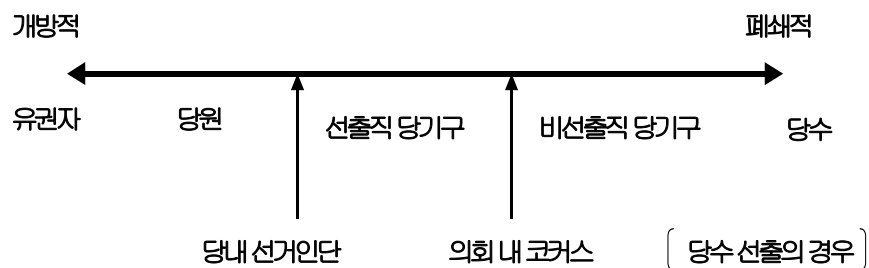 개방적 폐쇄적
유권자 당원 선출직 당기구 비선출직 당기구 당수
당내 선거인단 의회 내 코커스 [당수 선출의 경우]